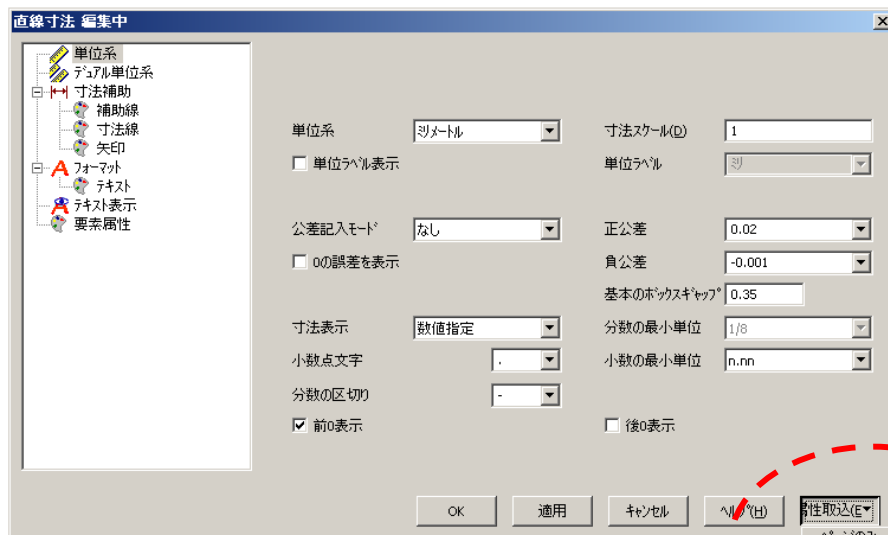 直線寸法 編集中
単位系
ﾃﾞｭｱﾙ単位系
寸法補助
補助線
寸法線
矢印
ﾌｫｰﾏｯﾄ
ﾃｷｽﾄ
ﾃｷｽﾄ表示
要素属性
単位系 ﾐﾘﾒｰﾄﾙ 寸法ｽｹｰﾙ(D) 1
単位ﾗﾍﾞﾙ表示 単位ﾗﾍﾞﾙ ﾐﾘ
公差記入ﾓｰﾄﾞ なし 正公差 0.02
0の誤差を表示 負公差 -0.001
基本のﾎﾞｯｸｽｷﾞｬｯﾌﾟ 0.35
寸法表示 数値指定 分数の最小単位 1/8
小数点文字 . 小数の最小単位 n.nn
分数の区切り -
前0表示 後0表示
OK 適用 ｷｬﾝｾﾙ ﾍﾙﾌﾟ(H) 属性取込(E